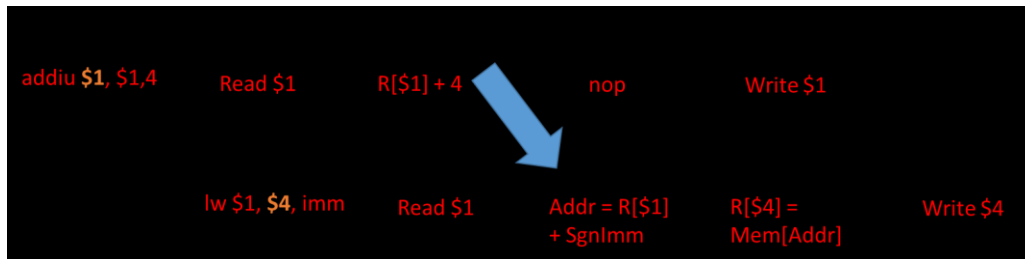 addiu $1, $1,4
Read $1
R[$1] + 4
nop
Write $1
lw $1, $4, imm
Read $1
Addr = R[$1]
+ SgnImm
R[$4] =
Mem[Addr]
Write $4